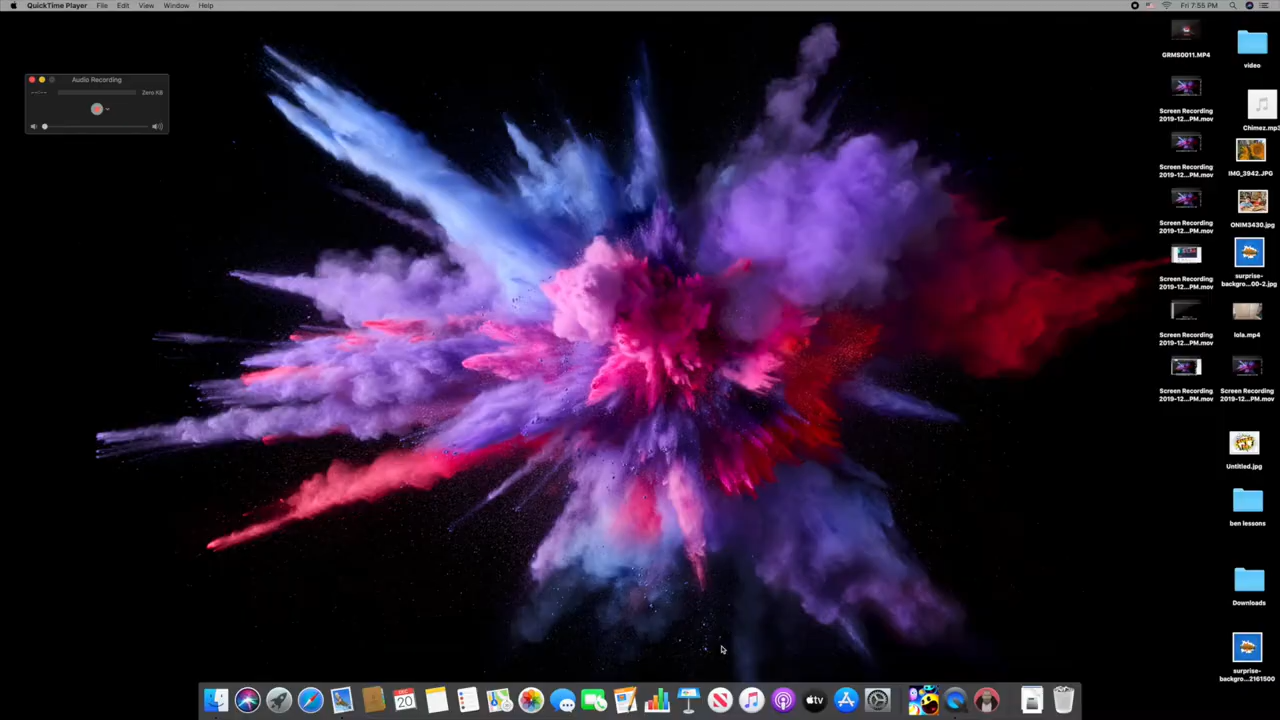 QuickTime Player File Edit View Window Help
Fri 7:55 PM
Audio Recording
Zero KB
GRMS0011.MP4
video
Screen Recording
2019-12...PM.mov
Chimez.mp3
Screen Recording
2019-12...PM.mov
IMG_3942.JPG
Screen Recording
2019-12...PM.mov
ONIM3430.jpg
Screen Recording
2019-12...PM.mov
surprise-
backgro...00-2.jpg
Screen Recording
2019-12...PM.mov
lola.mp4
Screen Recording
2019-12...PM.mov
Screen Recording
2019-12...PM.mov
Untitled.jpg
ben lessons
Downloads
surprise-
backgro...2161500
20
tv